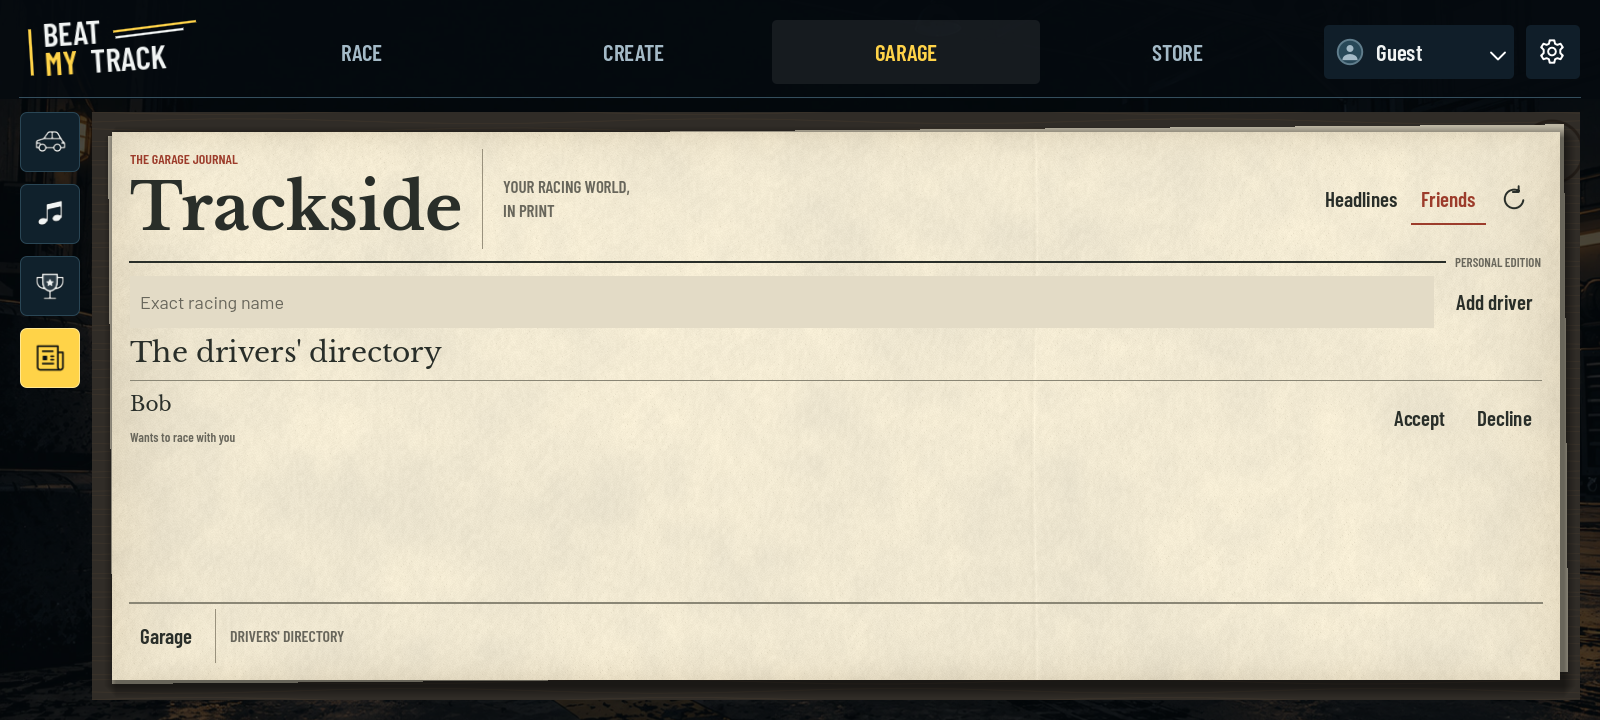 BEAT
MY TRACK
RACE
CREATE
GARAGE
STORE
Guest
THE GARAGE JOURNAL
Trackside
YOUR RACING WORLD,
IN PRINT
Headlines
Friends
PERSONAL EDITION
Exact racing name
Add driver
The drivers' directory
Bob
Wants to race with you
Accept
Decline
Garage
DRIVERS' DIRECTORY